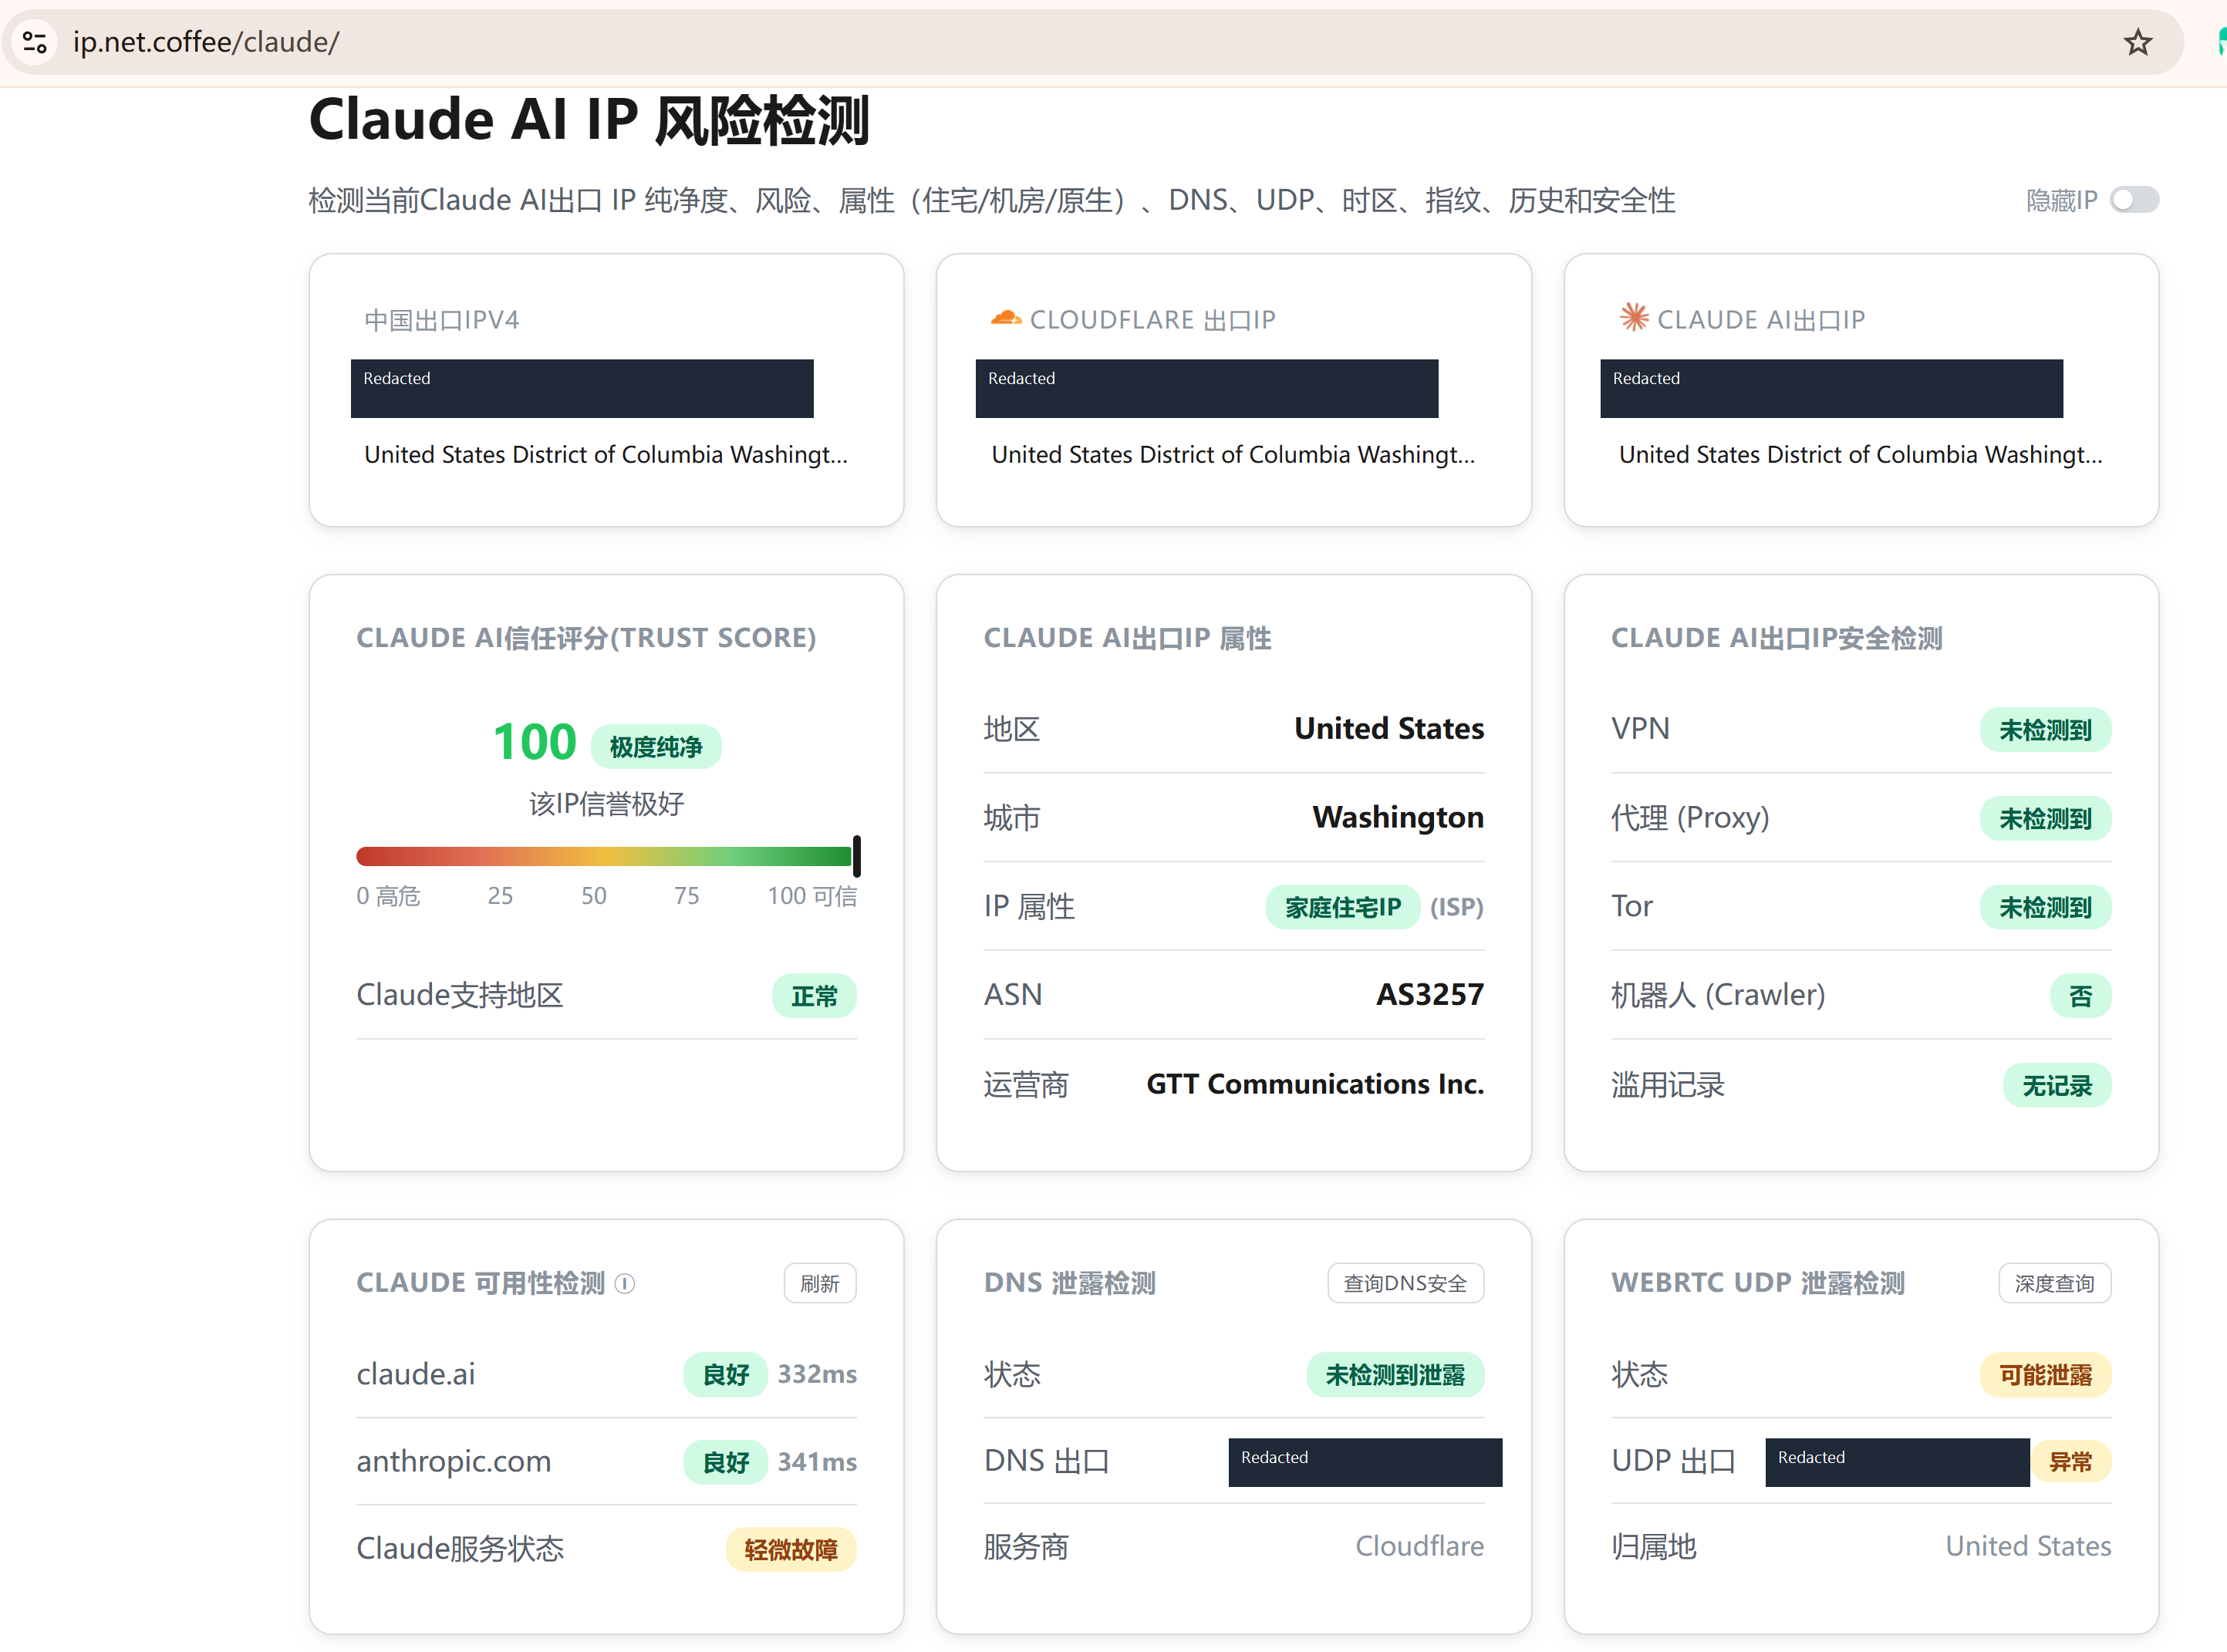 ip.net.coffee/claude/
Claude AI IP 风险检测
检测当前Claude AI出口 IP 纯净度、风险、属性（住宅/机房/原生）、DNS、UDP、时区、指纹、历史和安全性
隐藏IP
中国出口IPV4
Redacted
United States District of Columbia Washingt...
CLOUDFLARE 出口IP
Redacted
United States District of Columbia Washingt...
CLAUDE AI出口IP
Redacted
United States District of Columbia Washingt...
CLAUDE AI信任评分(TRUST SCORE)
100 极度纯净
该IP信誉极好
0 高危 25 50 75 100 可信
Claude支持地区 正常
CLAUDE AI出口IP 属性
地区 United States
城市 Washington
IP 属性 家庭住宅IP (ISP)
ASN AS3257
运营商 GTT Communications Inc.
CLAUDE AI出口IP安全检测
VPN 未检测到
代理 (Proxy) 未检测到
Tor 未检测到
机器人 (Crawler) 否
滥用记录 无记录
CLAUDE 可用性检测 刷新
claude.ai 良好 332ms
anthropic.com 良好 341ms
Claude服务状态 轻微故障
DNS 泄露检测 查询DNS安全
状态 未检测到泄露
DNS 出口 Redacted
服务商 Cloudflare
WEBRTC UDP 泄露检测 深度查询
状态 可能泄露
UDP 出口 Redacted 异常
归属地 United States